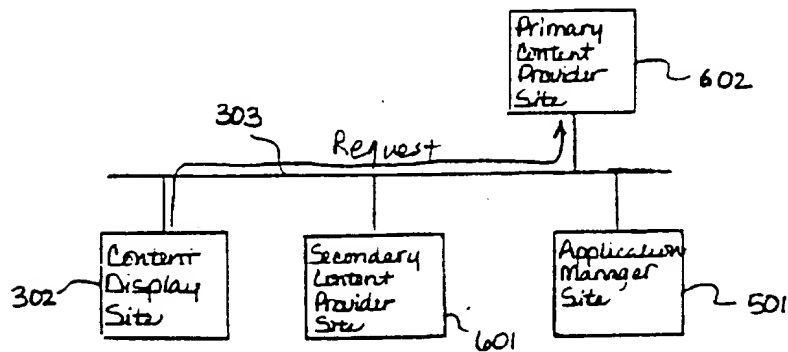 Primary
Content
Provider
Site
602
303
Request
Content
Display
Site
302
Secondary
Content
Provider
Site
601
Application
Manager
Site
501